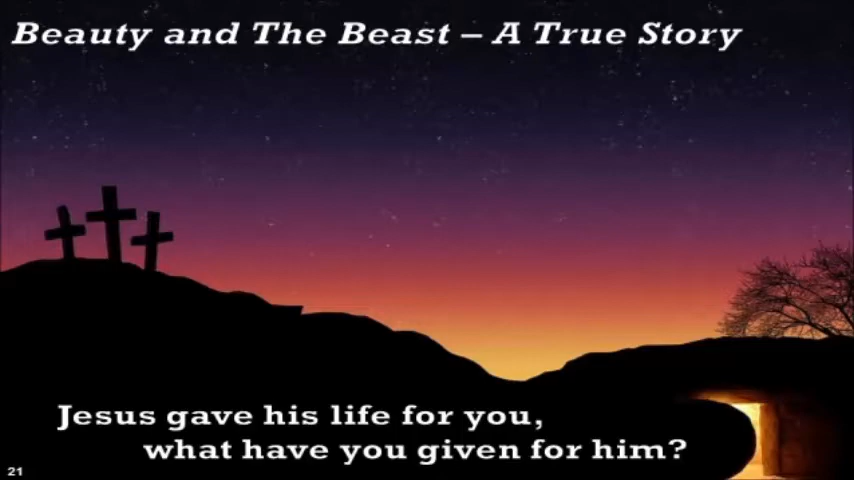 Beauty and The Beast – A True Story
Jesus gave his life for you,
what have you given for him?
21